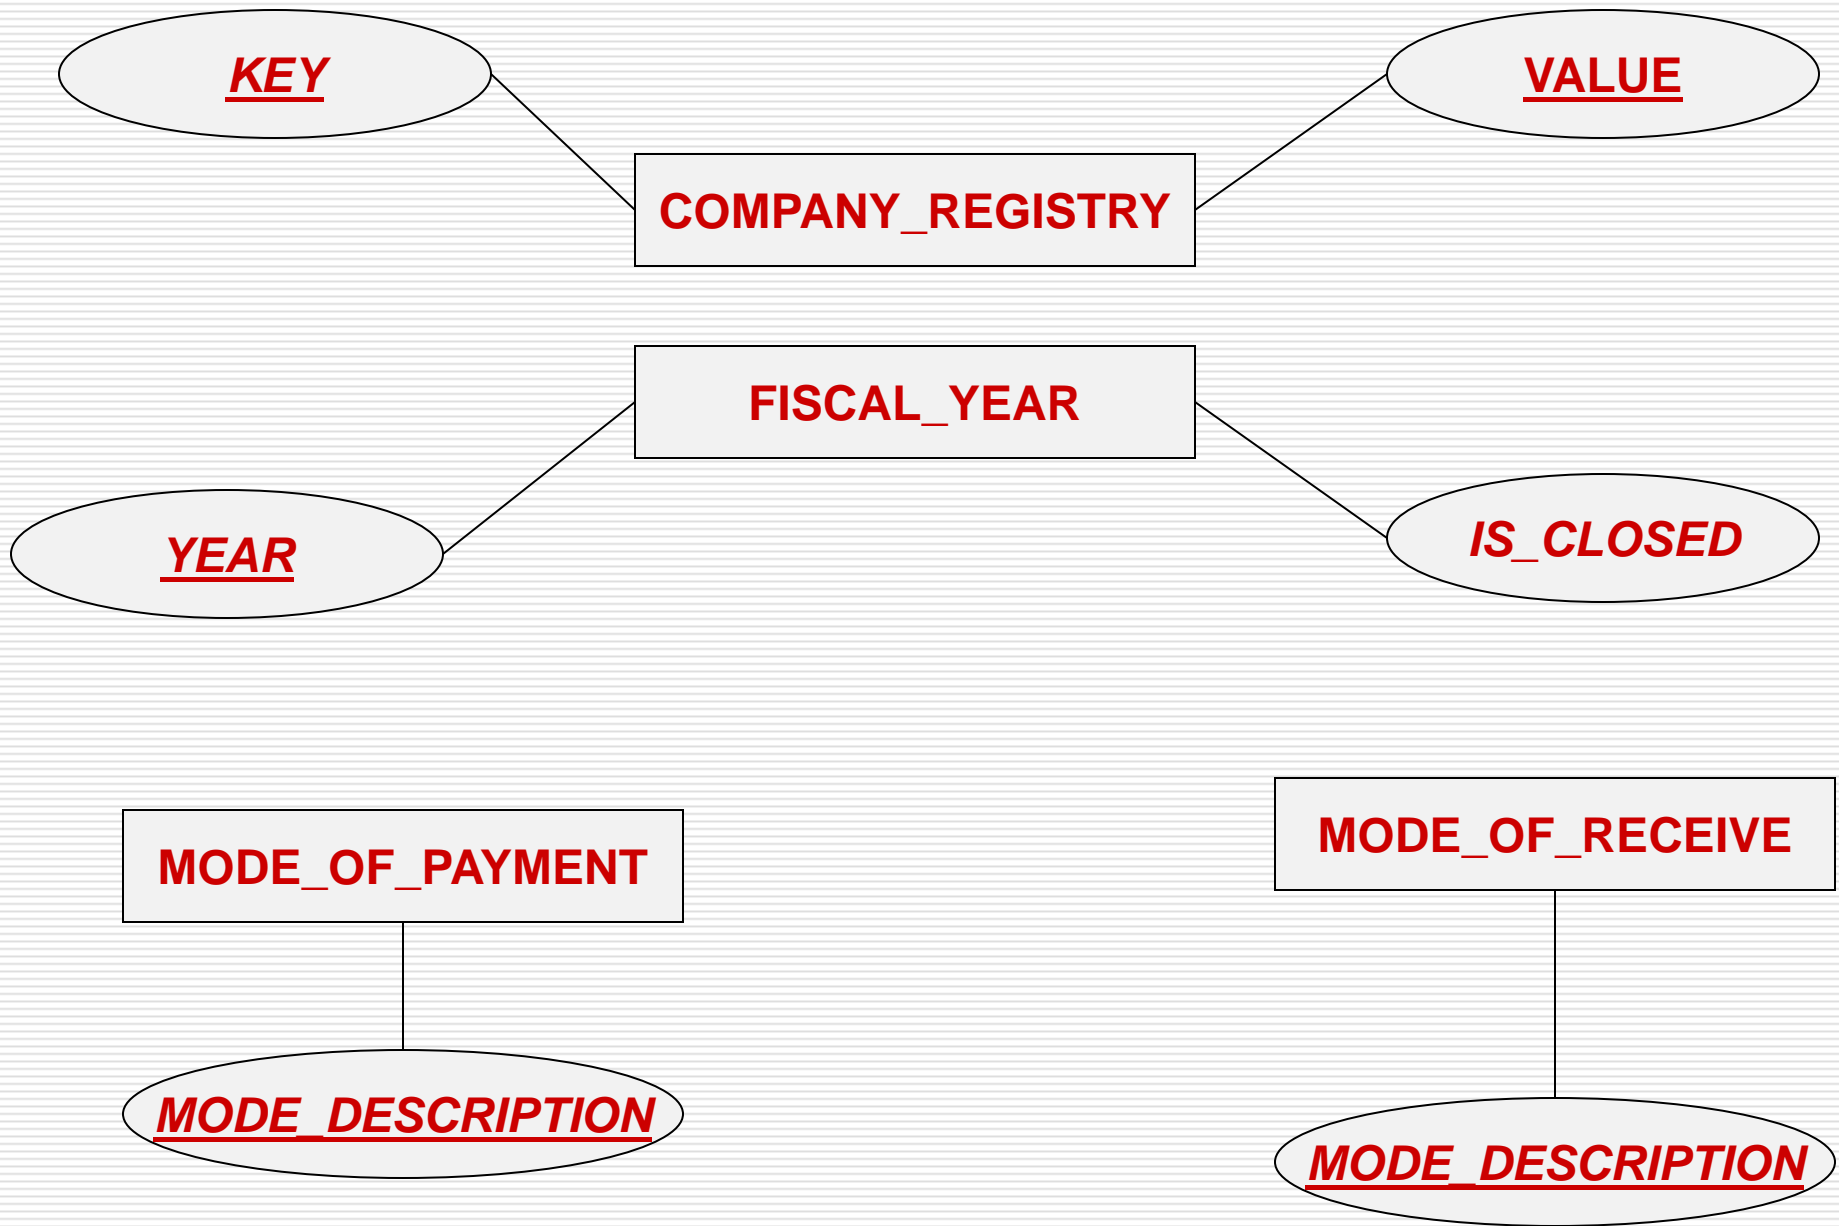 KEY
VALUE
COMPANY_REGISTRY
FISCAL_YEAR
YEAR
IS_CLOSED
MODE_OF_PAYMENT
MODE_OF_RECEIVE
MODE_DESCRIPTION
MODE_DESCRIPTION